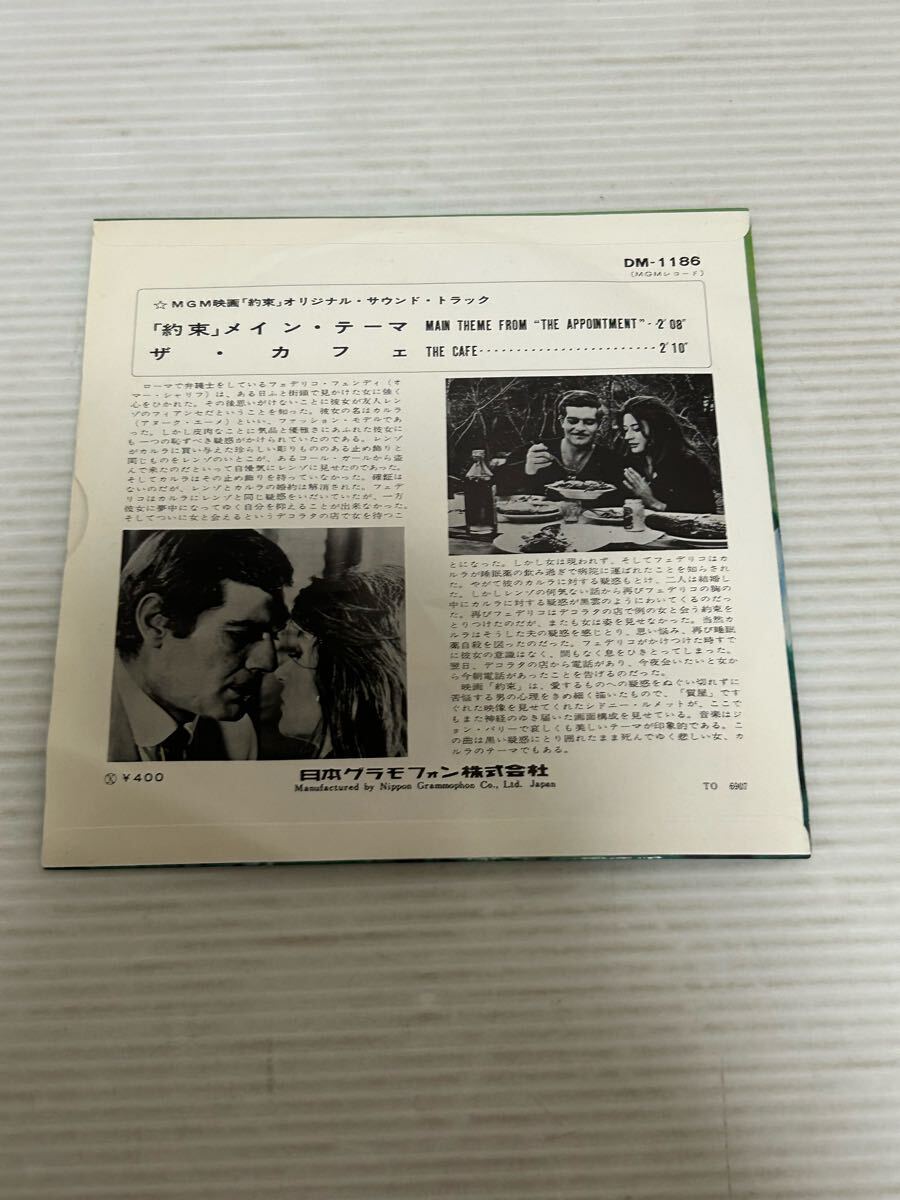 DM-1186
(MGMレコード)
☆MGM映画「約束」オリジナル・サウンド・トラック
「約束」メイン・テーマ MAIN THEME FROM "THE APPOINTMENT"‥2′08″
ザ・カフェ THE CAFE‥‥‥‥‥‥‥‥‥‥‥‥2′10″
ローマで弁護士をしているフェデリコ・フェンディ(オ
マー・シャリフ)は、ある日ふと街頭で見かけた女に強く
心をひかれた。その後思いがけないことに彼女が友人レン
ゾのフィアンセだということを知った。彼女の名はカルラ
(アヌーク・エーメ)といい、ファッション・モデルであ
った。しかし皮肉なことに気品と優雅さにあふれた彼女に
も一つの恥ずべき疑惑がかけられていたのである。レンゾ
がカルラに買い与えた珍らしい彫りもののある止め飾りと
同じものをレンゾのいとこが、あるコール・ガールから盗
んで来たのだといって自慢気にレンゾに見せたのであった。
そしてカルラはその止め飾りを持っていなかった。確証は
ないのだが、レンゾとカルラの婚約は解消された。フェデ
リコはカルラにレンゾと同じ疑惑をいだいていたが、一方
彼女に夢中になってゆく自分を抑えることが出来なかった。
そしてついに女と会えるというデコラタの店で女を待つこ
とになった。しかし女は現われず、そしてフェデリコはカ
ルラが睡眠薬の飲み過ぎで病院に運ばれたことを知らされ
た。やがて彼のカルラに対する疑惑もとけ、二人は結婚し
た。しかしレンゾの何気ない話から再びフェデリコの胸の
中にカルラに対する疑惑が黒雲のようにわいてくるのだっ
た。再びフェデリコはデコラタの店で例の女と会う約束を
とりつけたのだが、またも女は姿を見せなかった。当然カ
ルラはそうした夫の疑惑を感じとり、思い悩み、再び睡眠
薬自殺を図ったのだった。フェデリコがかけつけた時すで
に彼女の意識はなく、間もなく息をひきとってしまった。
翌日、デコラタの店から電話があり、今夜会いたいと女から
今朝電話があったことを告げるのだった。
映画「約束」は、愛するものへの疑惑をぬぐい切れずに
苦悩する男の心理をきめ細く描いたもので、「質屋」です
ぐれた映像を見せてくれたシドニー・ルメットが、ここで
もまた神経のゆき届いた画面構成を見せている。音楽はジ
ョン・バリーで哀しくも美しいテーマが印象的である。こ
の曲は黒い疑惑にとり囲れたまま死んでゆく悲しい女、カ
ルラのテーマでもある。
Ⓧ ¥400
日本グラモフォン株式会社
Manufactured by Nippon Grammophon Co., Ltd. Japan
TO 6907